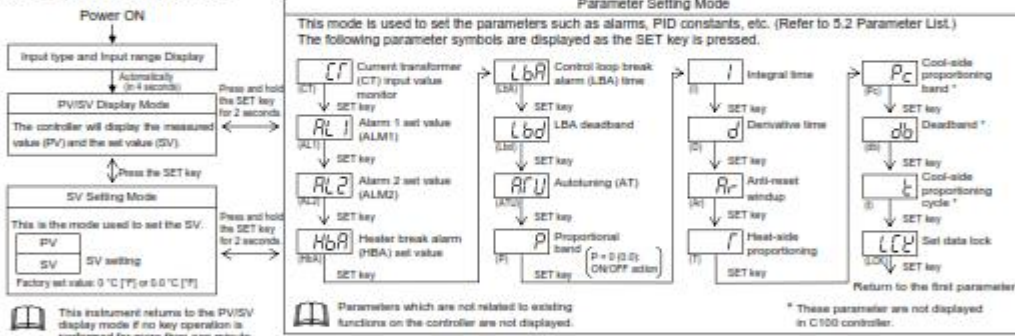 Power ON
Input type and Input range Display
Automatically
(in 4 seconds)
PV/SV Display Mode
The controller will display the measured
value (PV) and the set value (SV).
Press and hold
the SET key
for 2 seconds
Press the SET key
SV Setting Mode
This is the mode used to set the SV.
PV
SV
SV setting
Factory set value: 0 °C [°F] or 0.0 °C [°F]
Press and hold
the SET key
for 2 seconds
This instrument returns to the PV/SV
display mode if no key operation is
performed for more than one minute
Parameter Setting Mode
This mode is used to set the parameters such as alarms, PID constants, etc. (Refer to 5.2 Parameter List.)
The following parameter symbols are displayed as the SET key is pressed.
CT
(CT)
Current transformer
(CT) input value
monitor
SET key
AL1
(AL1)
Alarm 1 set value
(ALM1)
SET key
AL2
(AL2)
Alarm 2 set value
(ALM2)
SET key
HbA
(HbA)
Heater break alarm
(HBA) set value
SET key
LbA
(LbA)
Control loop break
alarm (LBA) time
SET key
Lbd
(Lbd)
LBA deadband
SET key
ATU
(ATU)
Autotuning (AT)
SET key
P
(P)
Proportional
band
P = 0 (0.0):
ON/OFF action
SET key
I
(I)
Integral time
SET key
d
(D)
Derivative time
SET key
Ar
(Ar)
Anti-reset
windup
SET key
T
(T)
Heat-side
proportioning
SET key
Pc
(Pc)
Cool-side
proportional
band *
SET key
db
(db)
Deadband *
SET key
t
(t)
Cool-side
proportioning
cycle *
SET key
LCK
(LCK)
Set data lock
SET key
Return to the first parameter
Parameters which are not related to existing
functions on the controller are not displayed.
* These parameter are not displayed
in C100 controller.